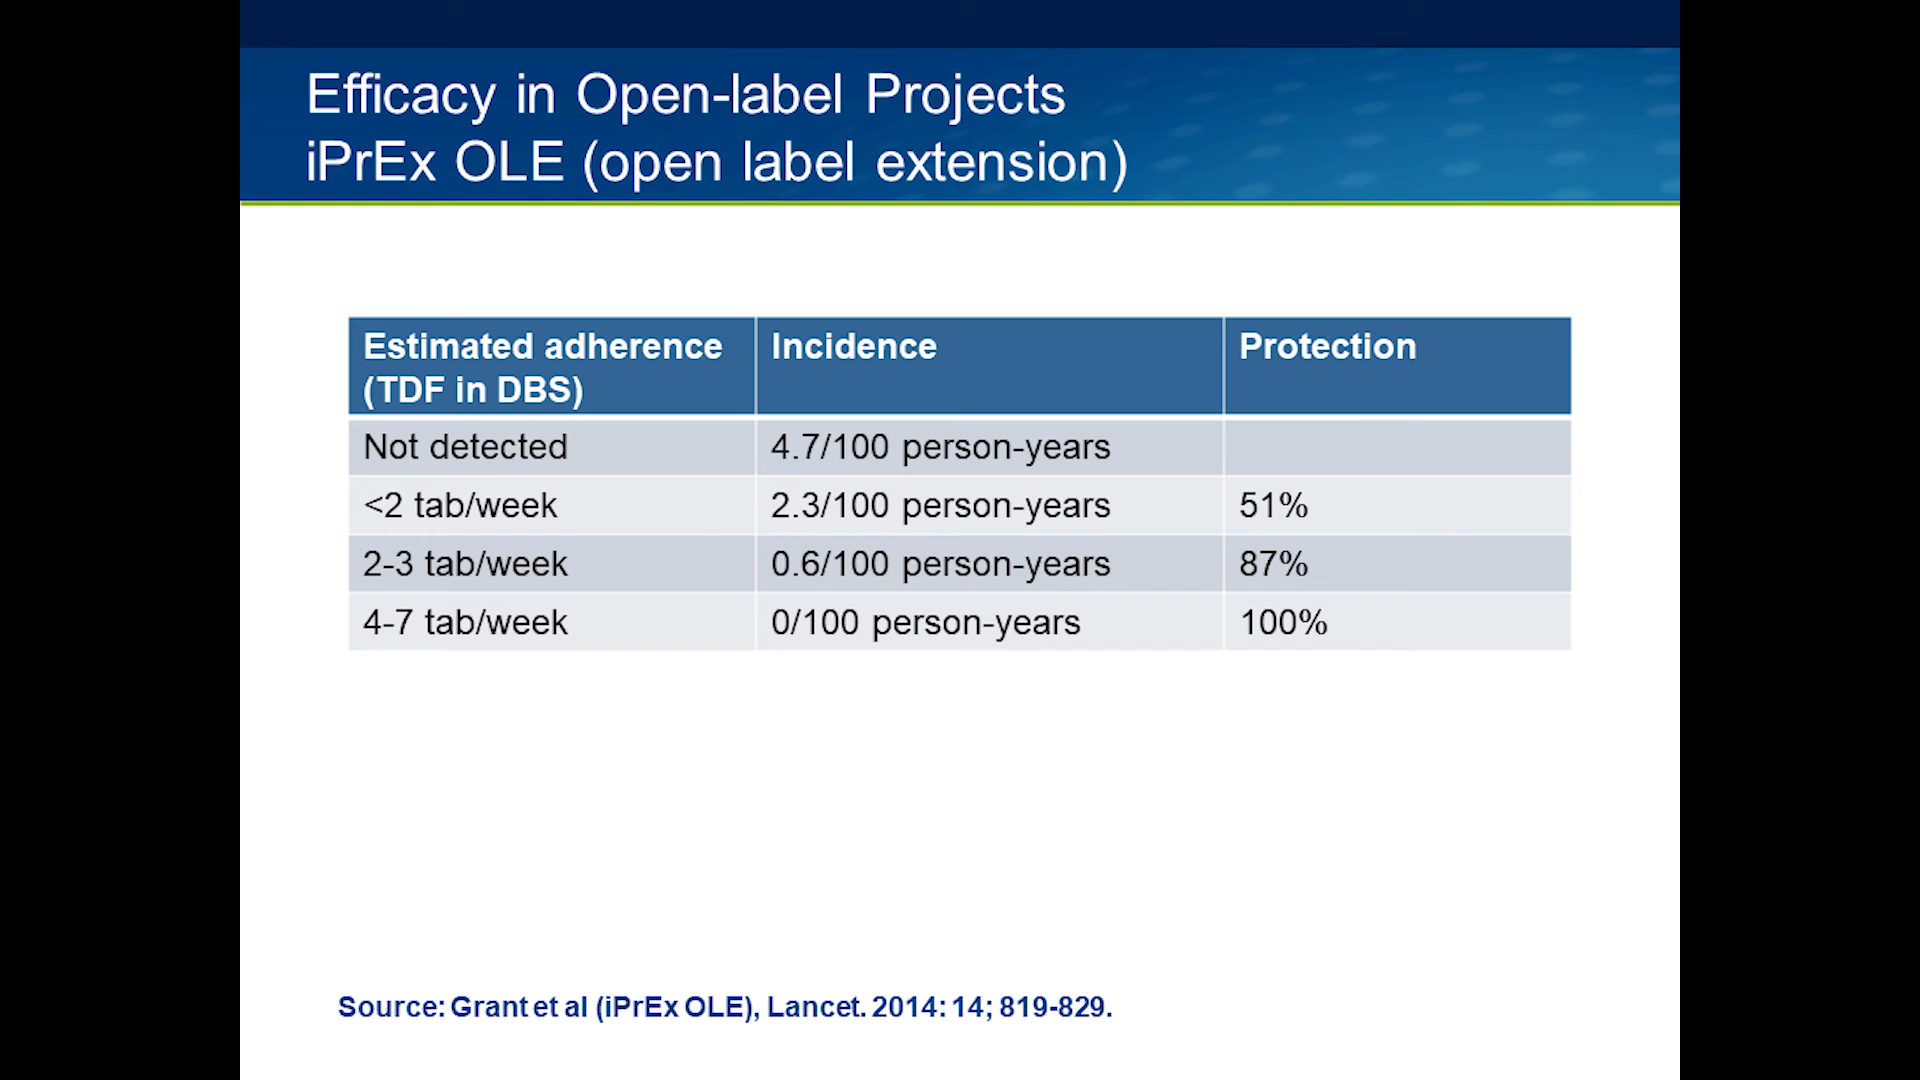 Efficacy in Open-label Projects
iPrEx OLE (open label extension)
Estimated adherence (TDF in DBS) Incidence Protection
Not detected 4.7/100 person-years
<2 tab/week 2.3/100 person-years 51%
2-3 tab/week 0.6/100 person-years 87%
4-7 tab/week 0/100 person-years 100%
Source: Grant et al (iPrEx OLE), Lancet. 2014: 14; 819-829.